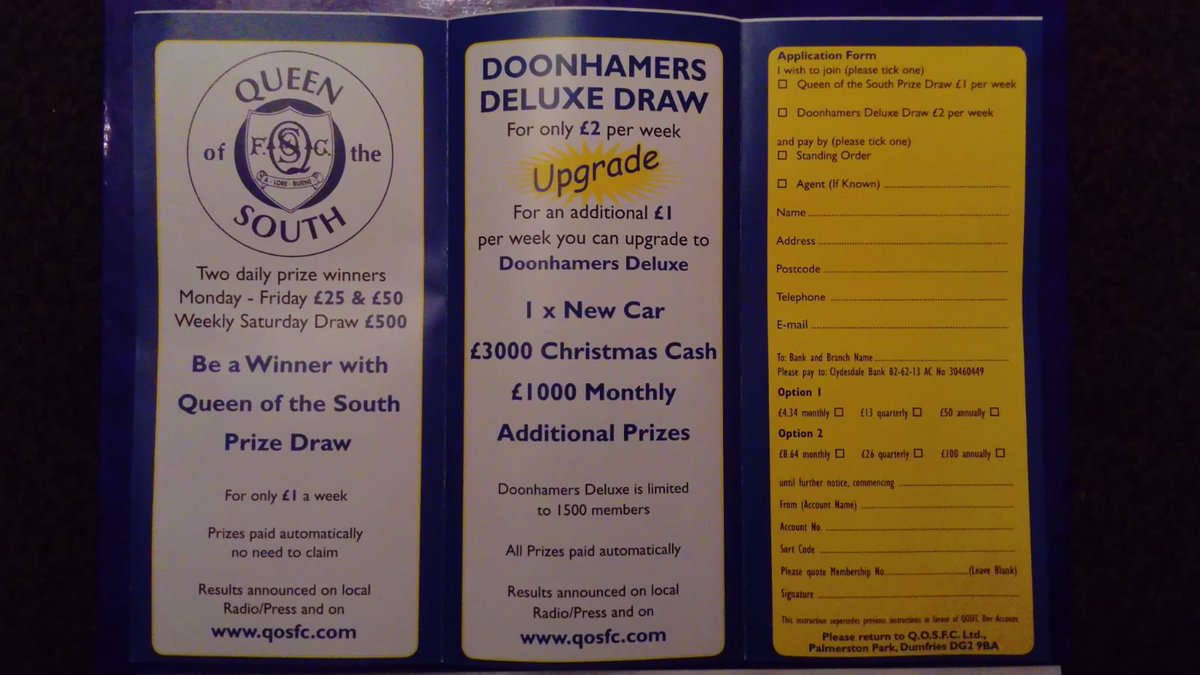 QUEEN
of the
SOUTH
F. A. C.
A - LORE - BURNE
Two daily prize winners
Monday - Friday £25 & £50
Weekly Saturday Draw £500
Be a Winner with
Queen of the South
Prize Draw
For only £1 a week
Prizes paid automatically
no need to claim
Results announced on local
Radio/Press and on
www.qosfc.com
DOONHAMERS
DELUXE DRAW
For only £2 per week
Upgrade
For an additional £1
per week you can upgrade to
Doonhamers Deluxe
1 x New Car
£3000 Christmas Cash
£1000 Monthly
Additional Prizes
Doonhamers Deluxe is limited
to 1500 members
All Prizes paid automatically
Results announced on local
Radio/Press and on
www.qosfc.com
Application Form
I wish to join (please tick one)
Queen of the South Prize Draw £1 per week
Doonhamers Deluxe Draw £2 per week
and pay by (please tick one)
Standing Order
Agent (If Known)
Name
Address
Postcode
Telephone
E-mail
To: Bank and Branch Name
Please pay to: Clydesdale Bank 82-62-13 AC No 30460449
Option 1
£4.34 monthly £13 quarterly £50 annually
Option 2
£8.64 monthly £26 quarterly £100 annually
until further notice, commencing
From (Account Name)
Account No.
Sort Code
Please quote Membership No. (Leave Blank)
Signature
This instruction supersedes previous instructions in favour of QOSFC Dev Account
Please return to Q.O.S.F.C. Ltd.,
Palmerston Park, Dumfries DG2 9BA